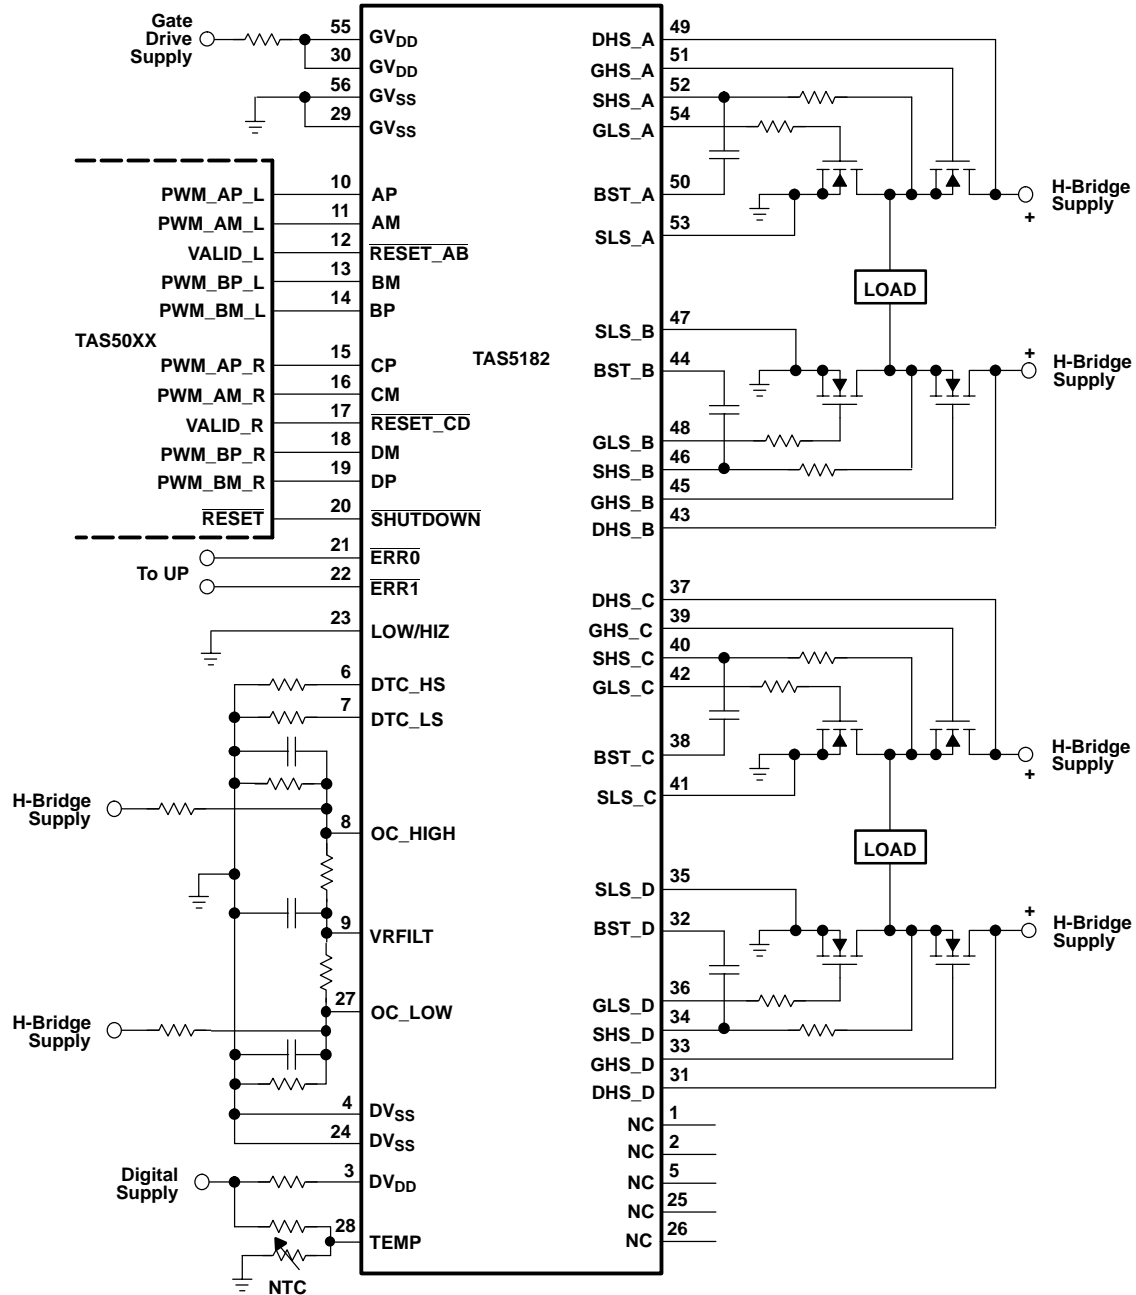 Gate
Drive
Supply
55 GVDD
30 GVDD
56 GVSS
29 GVSS
PWM_AP_L 10 AP
PWM_AM_L 11 AM
VALID_L 12 RESET_AB
PWM_BP_L 13 BM
PWM_BM_L 14 BP
TAS50XX
PWM_AP_R 15 CP
PWM_AM_R 16 CM
VALID_R 17 RESET_CD
PWM_BP_R 18 DM
PWM_BM_R 19 DP
RESET 20 SHUTDOWN
To UP
21 ERR0
22 ERR1
23 LOW/HIZ
6 DTC_HS
7 DTC_LS
H-Bridge
Supply
8 OC_HIGH
9 VRFILT
27 OC_LOW
H-Bridge
Supply
4 DVSS
24 DVSS
Digital
Supply
3 DVDD
28 TEMP
NTC
TAS5182
DHS_A 49
GHS_A 51
SHS_A 52
GLS_A 54
BST_A 50
SLS_A 53
H-Bridge
Supply
+
LOAD
SLS_B 47
BST_B 44
GLS_B 48
SHS_B 46
GHS_B 45
DHS_B 43
+
H-Bridge
Supply
DHS_C 37
GHS_C 39
SHS_C 40
GLS_C 42
BST_C 38
SLS_C 41
H-Bridge
Supply
+
LOAD
SLS_D 35
BST_D 32
GLS_D 36
SHS_D 34
GHS_D 33
DHS_D 31
+
H-Bridge
Supply
NC 1
NC 2
NC 5
NC 25
NC 26